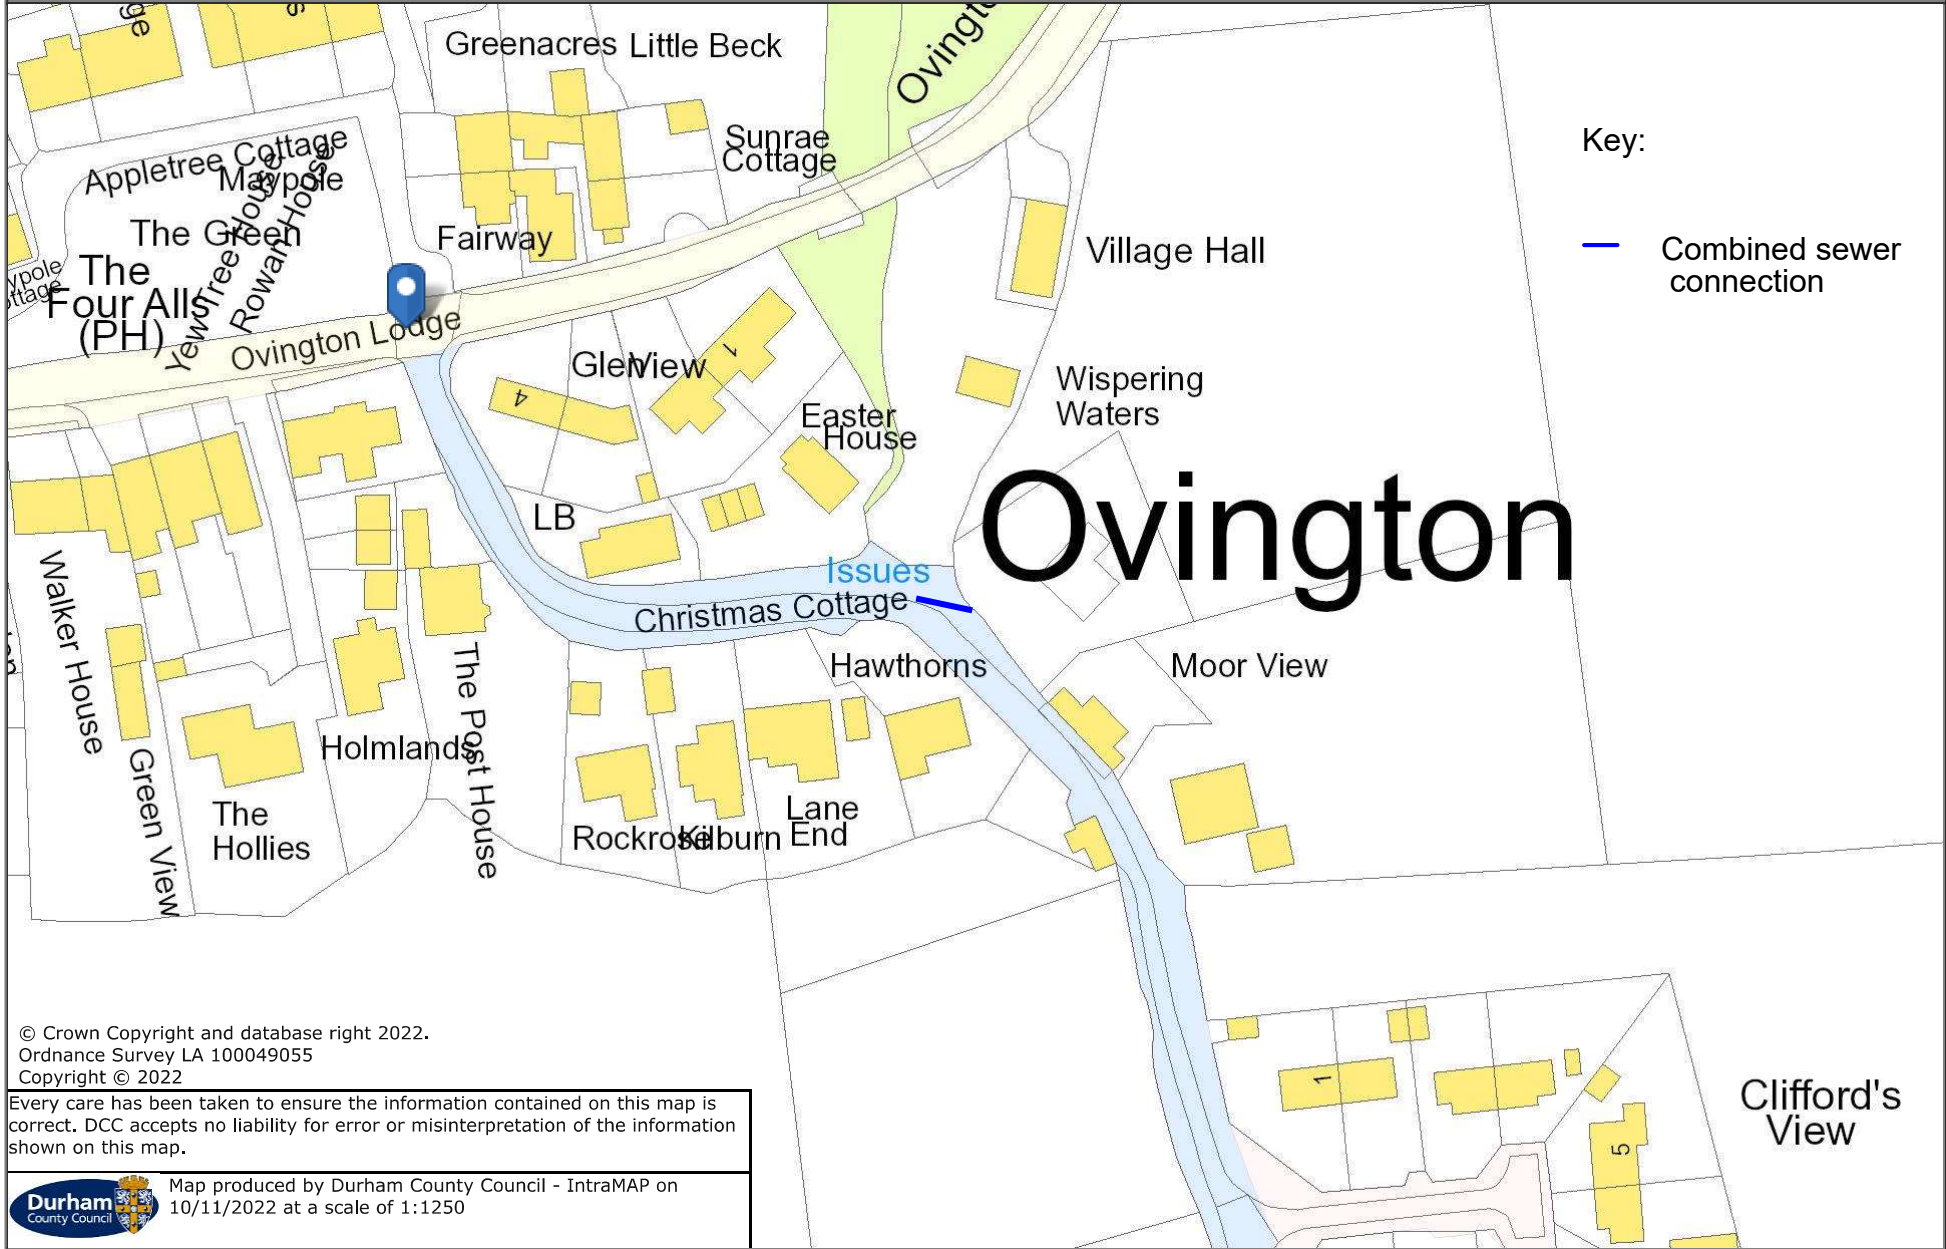 Greenacres
Little Beck
Ovingt
Key:
Sunrae
Cottage
Appletree Cottage
Maypole
Yew Tree House
Rowan House
The Green
Fairway
Village Hall
Combined sewer
connection
The
Four Alls
(PH)
Ovington Lodge
Glen View
1
4
Easter
House
Wispering
Waters
Ovington
LB
Issues
Christmas Cottage
Walker House
Hawthorns
Moor View
The Post House
Holmlands
Green View
The
Hollies
Rockrose
Kilburn
Lane
End
© Crown Copyright and database right 2022.
Ordnance Survey LA 100049055
Copyright © 2022
Every care has been taken to ensure the information contained on this map is
correct. DCC accepts no liability for error or misinterpretation of the information
shown on this map.
Durham
County Council
Map produced by Durham County Council - IntraMAP on
10/11/2022 at a scale of 1:1250
1
5
Clifford's
View